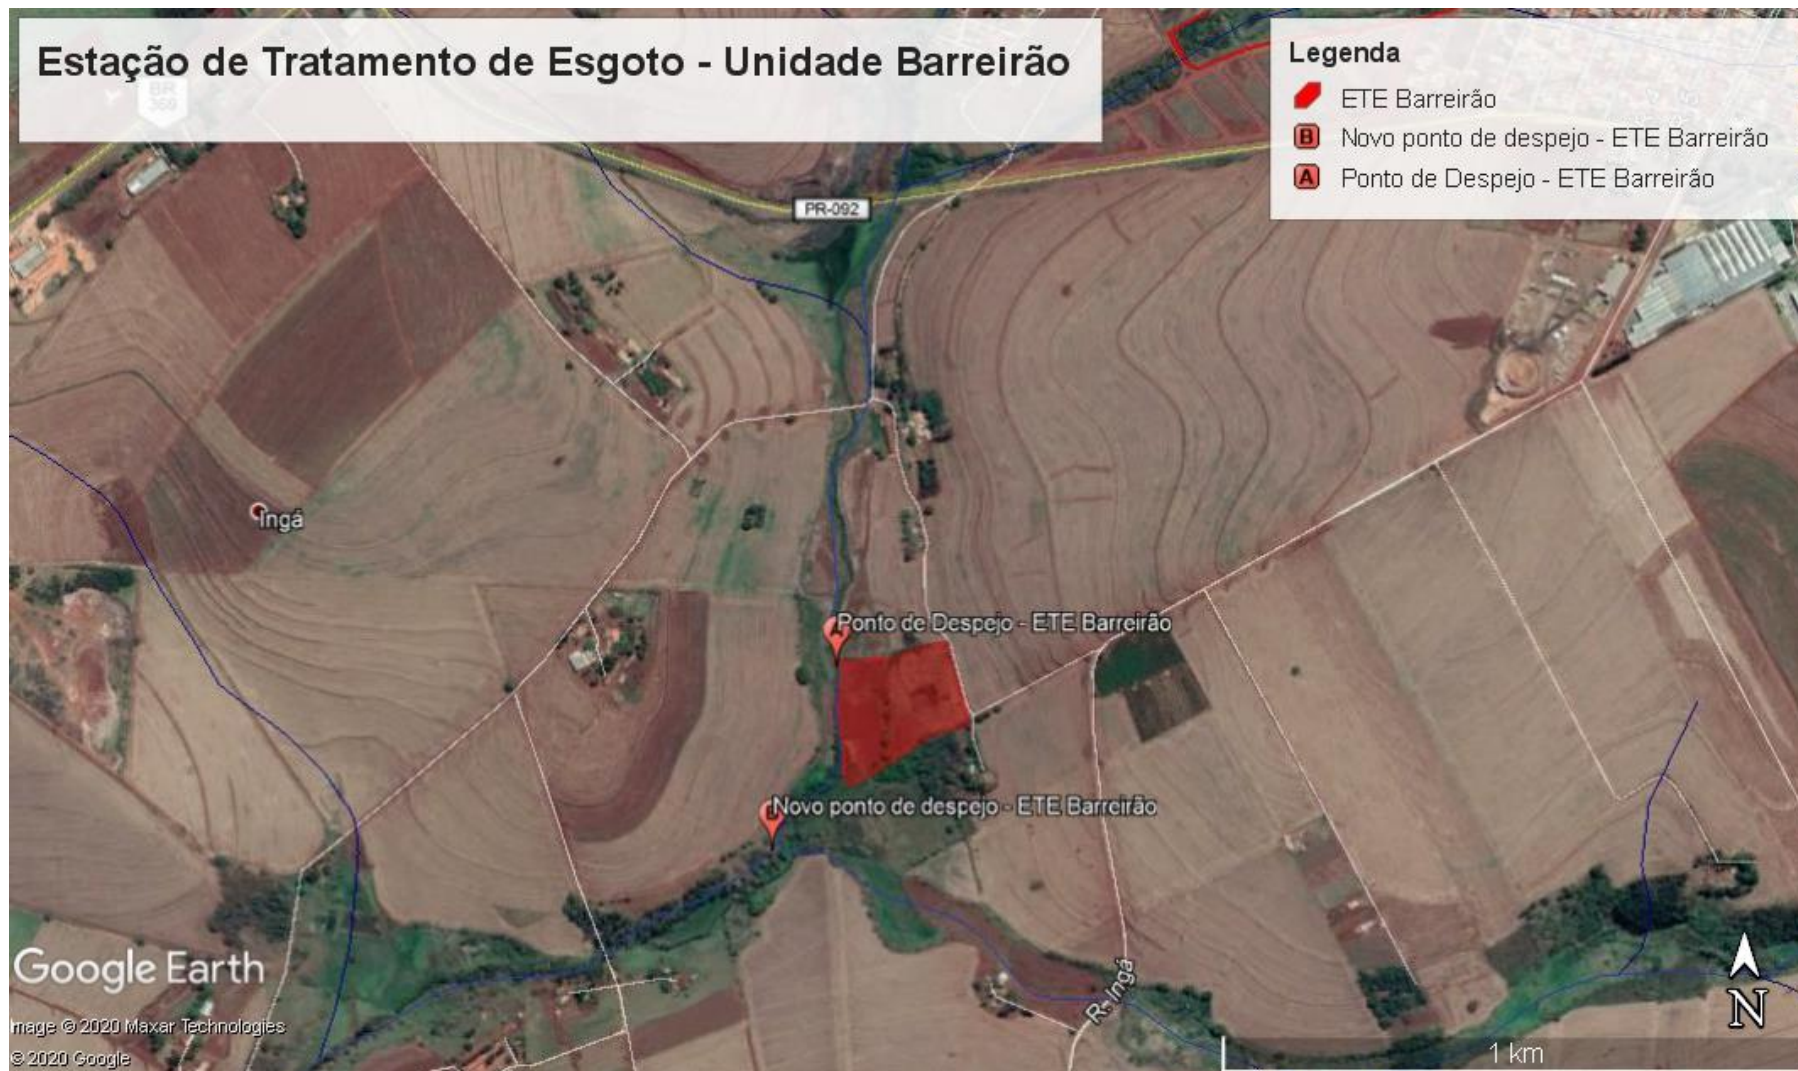 Estação de Tratamento de Esgoto - Unidade Barreirão
BR
369
Legenda
ETE Barreirão
B Novo ponto de despejo - ETE Barreirão
A Ponto de Despejo - ETE Barreirão
PR-092
Ingá
Ponto de Despejo - ETE Barreirão
Novo ponto de despejo - ETE Barreirão
R. Ingá
Google Earth
Image © 2020 Maxar Technologies
© 2020 Google
N
1 km